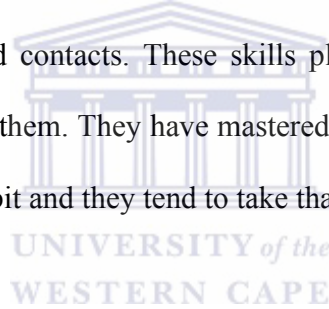 d contacts. These skills pl
them. They have mastered
it and they tend to take tha
UNIVERSITY of the
WESTERN CAPE